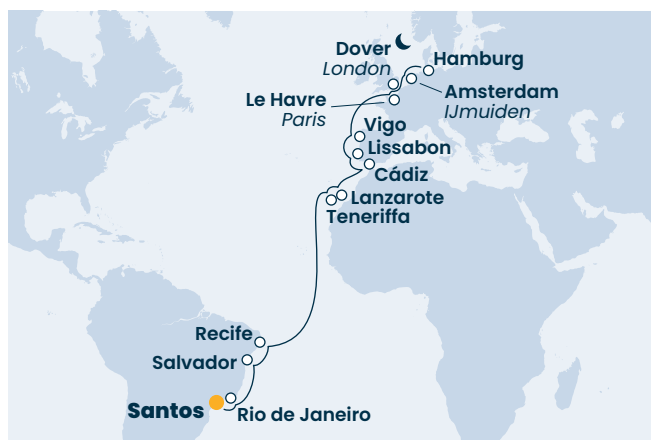 Dover
London
Hamburg
Amsterdam
IJmuiden
Le Havre
Paris
Vigo
Lissabon
Cádiz
Lanzarote
Teneriffa
Recife
Salvador
Santos
Rio de Janeiro